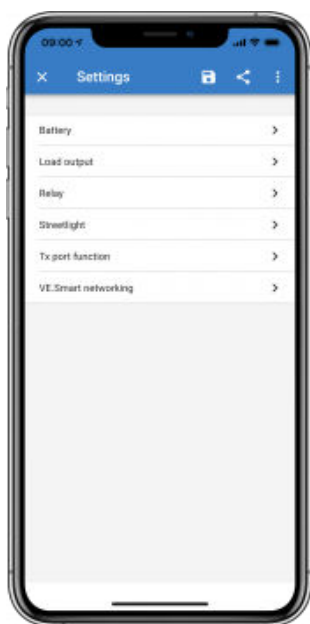 09:00
Settings
Battery
Load output
Relay
Streetlight
Tx port function
VE.Smart networking